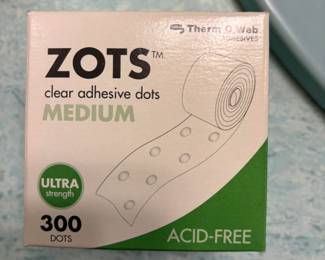 Therm O Web
ADHESIVES
ZOTS™
clear adhesive dots
MEDIUM
ULTRA
strength
300
DOTS
ACID-FREE